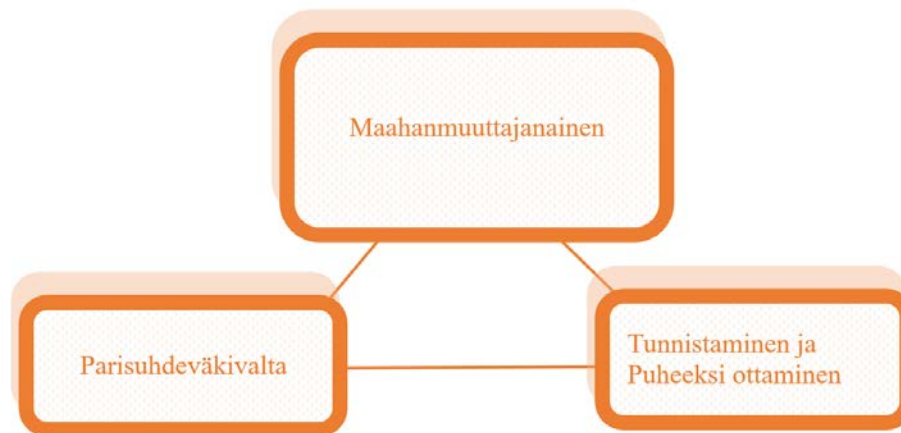 Maahanmuuttajanainen
Parisuhdeväkivalta
Tunnistaminen ja
Puheeksi ottaminen